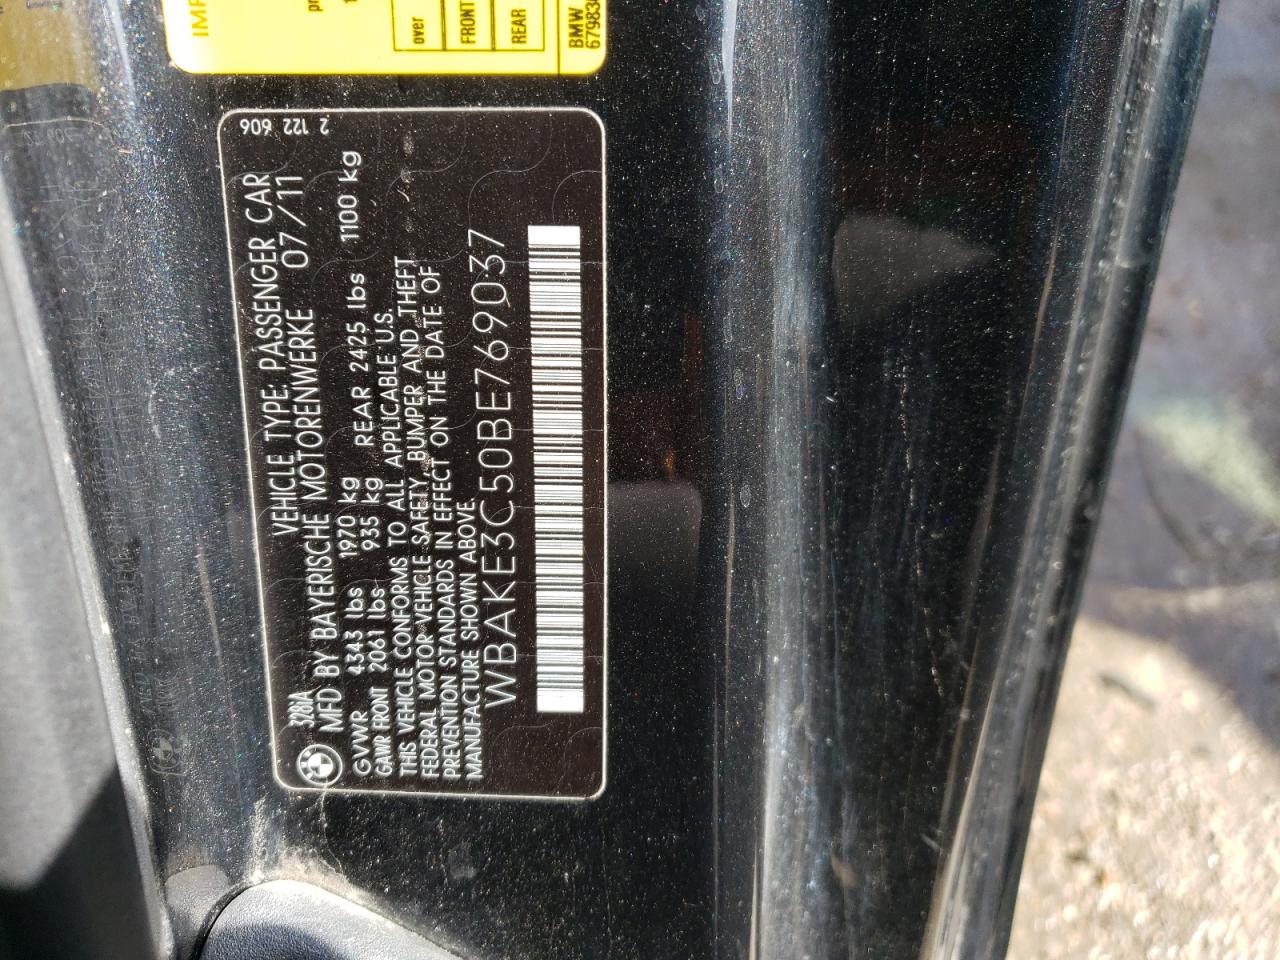 IMP
over
FRONT
REAR
BMW
67983
2 122 606
328iA VEHICLE TYPE: PASSENGER CAR
MFD BY BAYERISCHE MOTORENWERKE 07/11
GVWR 4343 lbs 1970 kg
GAWR FRONT 2061 lbs 935 kg REAR 2425 lbs 1100 kg
THIS VEHICLE CONFORMS TO ALL APPLICABLE U.S.
FEDERAL MOTOR VEHICLE SAFETY, BUMPER AND THEFT
PREVENTION STANDARDS IN EFFECT ON THE DATE OF
MANUFACTURE SHOWN ABOVE.
WBAKE3C50BE769037